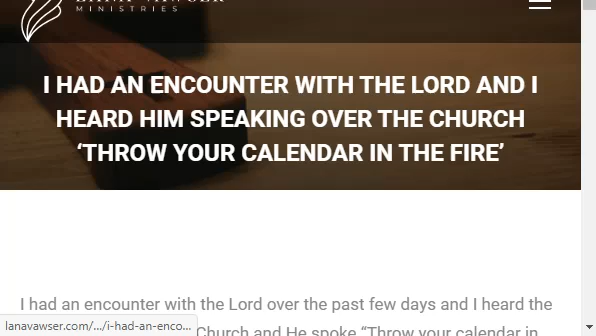 MINISTRIES
I HAD AN ENCOUNTER WITH THE LORD AND I
HEARD HIM SPEAKING OVER THE CHURCH
‘THROW YOUR CALENDAR IN THE FIRE’
I had an encounter with the Lord over the past few days and I heard the
Church and He spoke “Throw your calendar in
lanavawser.com/.../i-had-an-enco...